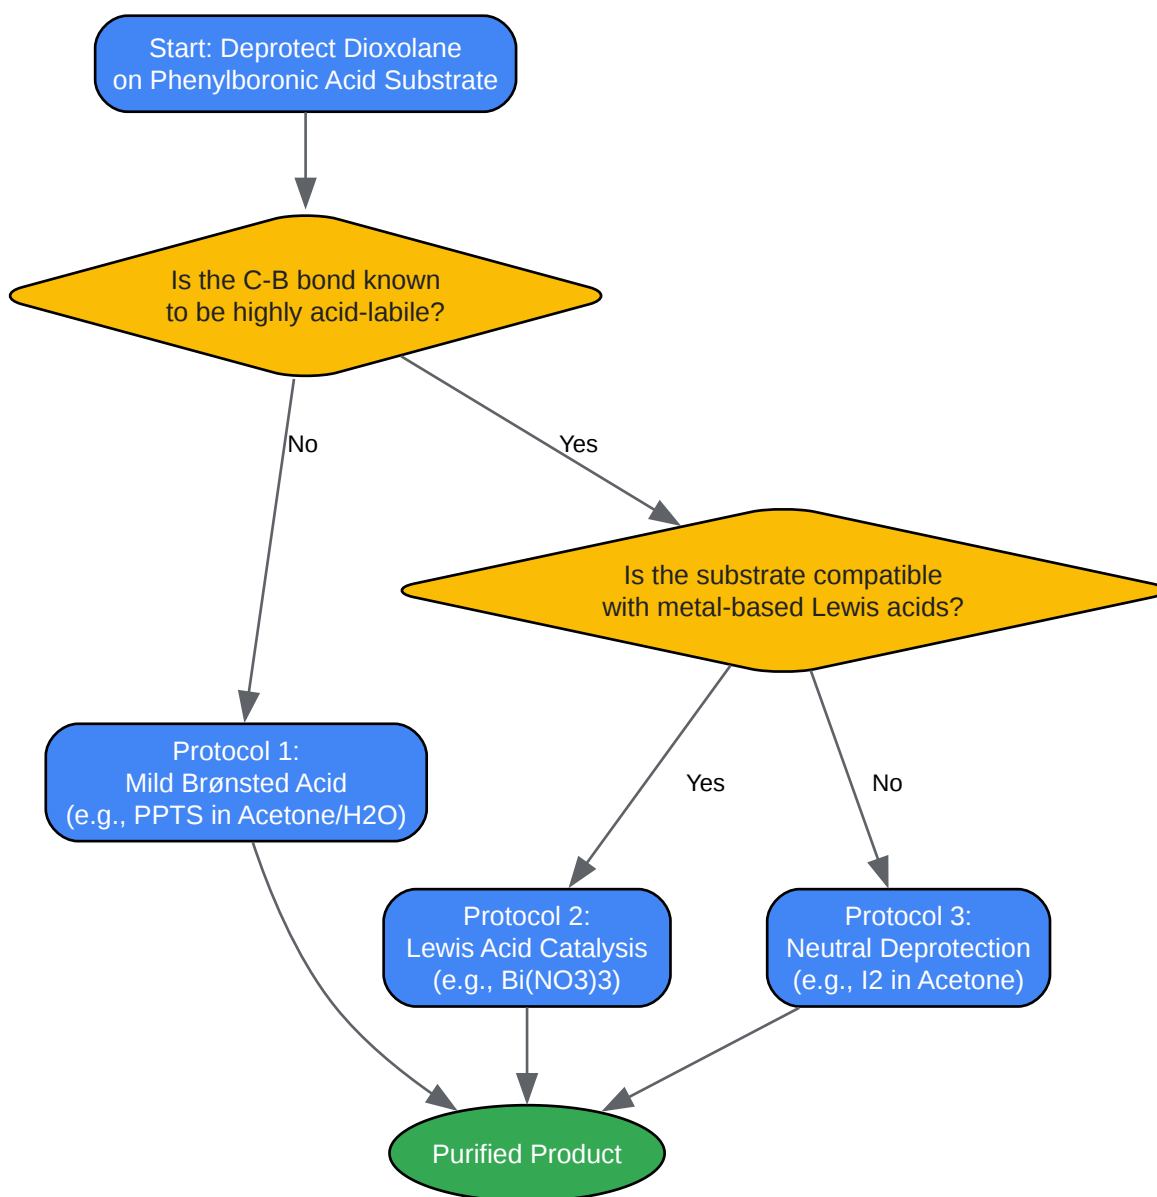 Start: Deprotect Dioxolane
on Phenylboronic Acid Substrate
Is the C-B bond known
to be highly acid-labile?
No
Yes
Is the substrate compatible
with metal-based Lewis acids?
Protocol 1:
Mild Brønsted Acid
(e.g., PPTS in Acetone/H2O)
Yes
No
Protocol 2:
Lewis Acid Catalysis
(e.g., Bi(NO3)3)
Protocol 3:
Neutral Deprotection
(e.g., I2 in Acetone)
Purified Product